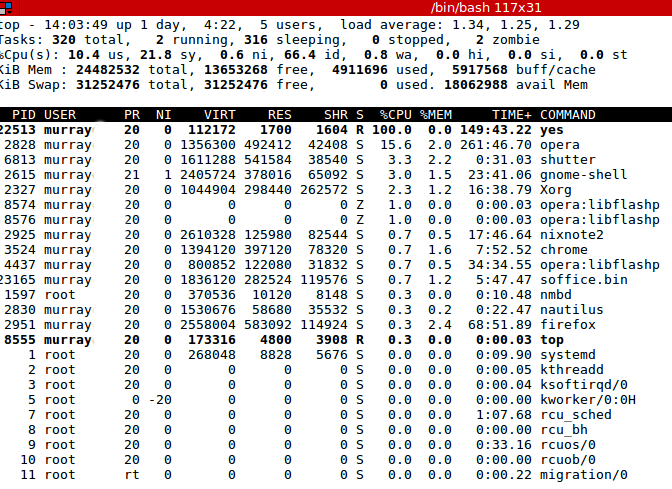 /bin/bash 117x31
top - 14:03:49 up 1 day,  4:22,  5 users,  load average: 1.34, 1.25, 1.29
Tasks: 320 total,   2 running, 316 sleeping,   0 stopped,   2 zombie
%Cpu(s): 10.4 us, 21.8 sy,  0.6 ni, 66.4 id,  0.8 wa,  0.0 hi,  0.0 si,  0.0 st
KiB Mem : 24482532 total, 13653268 free,  4911696 used,  5917568 buff/cache
KiB Swap: 31252476 total, 31252476 free,        0 used. 18062988 avail Mem
PID USER      PR  NI    VIRT    RES    SHR S  %CPU %MEM     TIME+ COMMAND
22513 murray    20   0  112172   1700   1604 R 100.0  0.0 149:43.22 yes
2828 murray    20   0 1356300 492412  42408 S  15.6  2.0 261:46.70 opera
6813 murray    20   0 1611288 541584  38540 S   3.3  2.2   0:31.03 shutter
2615 murray    21   1 2405724 378016  65092 S   3.0  1.5  23:41.06 gnome-shell
2327 murray    20   0 1044904 298440 262572 S   2.3  1.2  16:38.79 Xorg
8574 murray    20   0       0      0      0 Z   1.0  0.0   0:00.03 opera:libflashp
8576 murray    20   0       0      0      0 Z   1.0  0.0   0:00.03 opera:libflashp
2925 murray    20   0 2610328 125980  82544 S   0.7  0.5  17:46.64 nixnote2
3524 murray    20   0 1394120 397120  78320 S   0.7  1.6   7:52.52 chrome
4437 murray    20   0  800852 122080  31832 S   0.7  0.5  34:34.55 opera:libflashp
23165 murray    20   0 1836120 282524 119576 S   0.7  1.2   5:47.47 soffice.bin
1597 root      20   0  370536  10120   8148 S   0.3  0.0   0:10.48 nmbd
2830 murray    20   0 1530676  58680  35532 S   0.3  0.2   0:22.47 nautilus
2951 murray    20   0 2558004 583092 114924 S   0.3  2.4  68:51.89 firefox
8555 murray    20   0  173316   4800   3908 R   0.3  0.0   0:00.03 top
1 root      20   0  268048   8828   5676 S   0.0  0.0   0:09.90 systemd
2 root      20   0       0      0      0 S   0.0  0.0   0:00.05 kthreadd
3 root      20   0       0      0      0 S   0.0  0.0   0:00.04 ksoftirqd/0
5 root       0 -20       0      0      0 S   0.0  0.0   0:00.00 kworker/0:0H
7 root      20   0       0      0      0 S   0.0  0.0   1:07.68 rcu_sched
8 root      20   0       0      0      0 S   0.0  0.0   0:00.00 rcu_bh
9 root      20   0       0      0      0 S   0.0  0.0   0:33.16 rcuos/0
10 root      20   0       0      0      0 S   0.0  0.0   0:00.00 rcuob/0
11 root      rt   0       0      0      0 S   0.0  0.0   0:00.22 migration/0